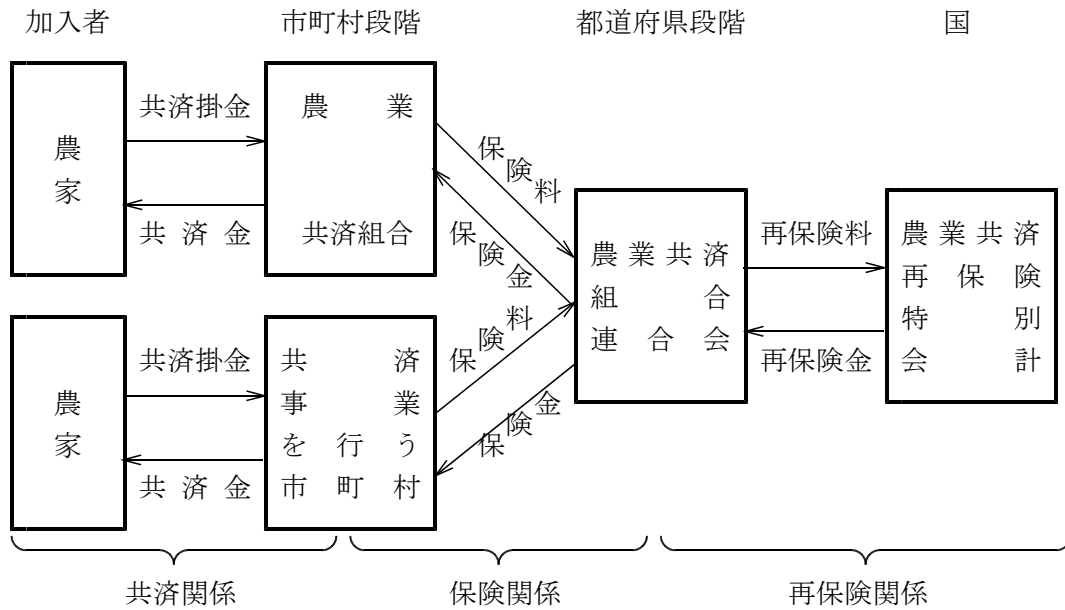 加入者
市町村段階
都道府県段階
国
農家
共済掛金
共済金
農業
共済組合
保険料
保険金
農家
共済掛金
共済金
共済
事業
を行う
市町村
保険料
保険金
農業共済
組合
連合会
再保険料
再保険金
農業共済
再保険
特別
会計
共済関係
保険関係
再保険関係